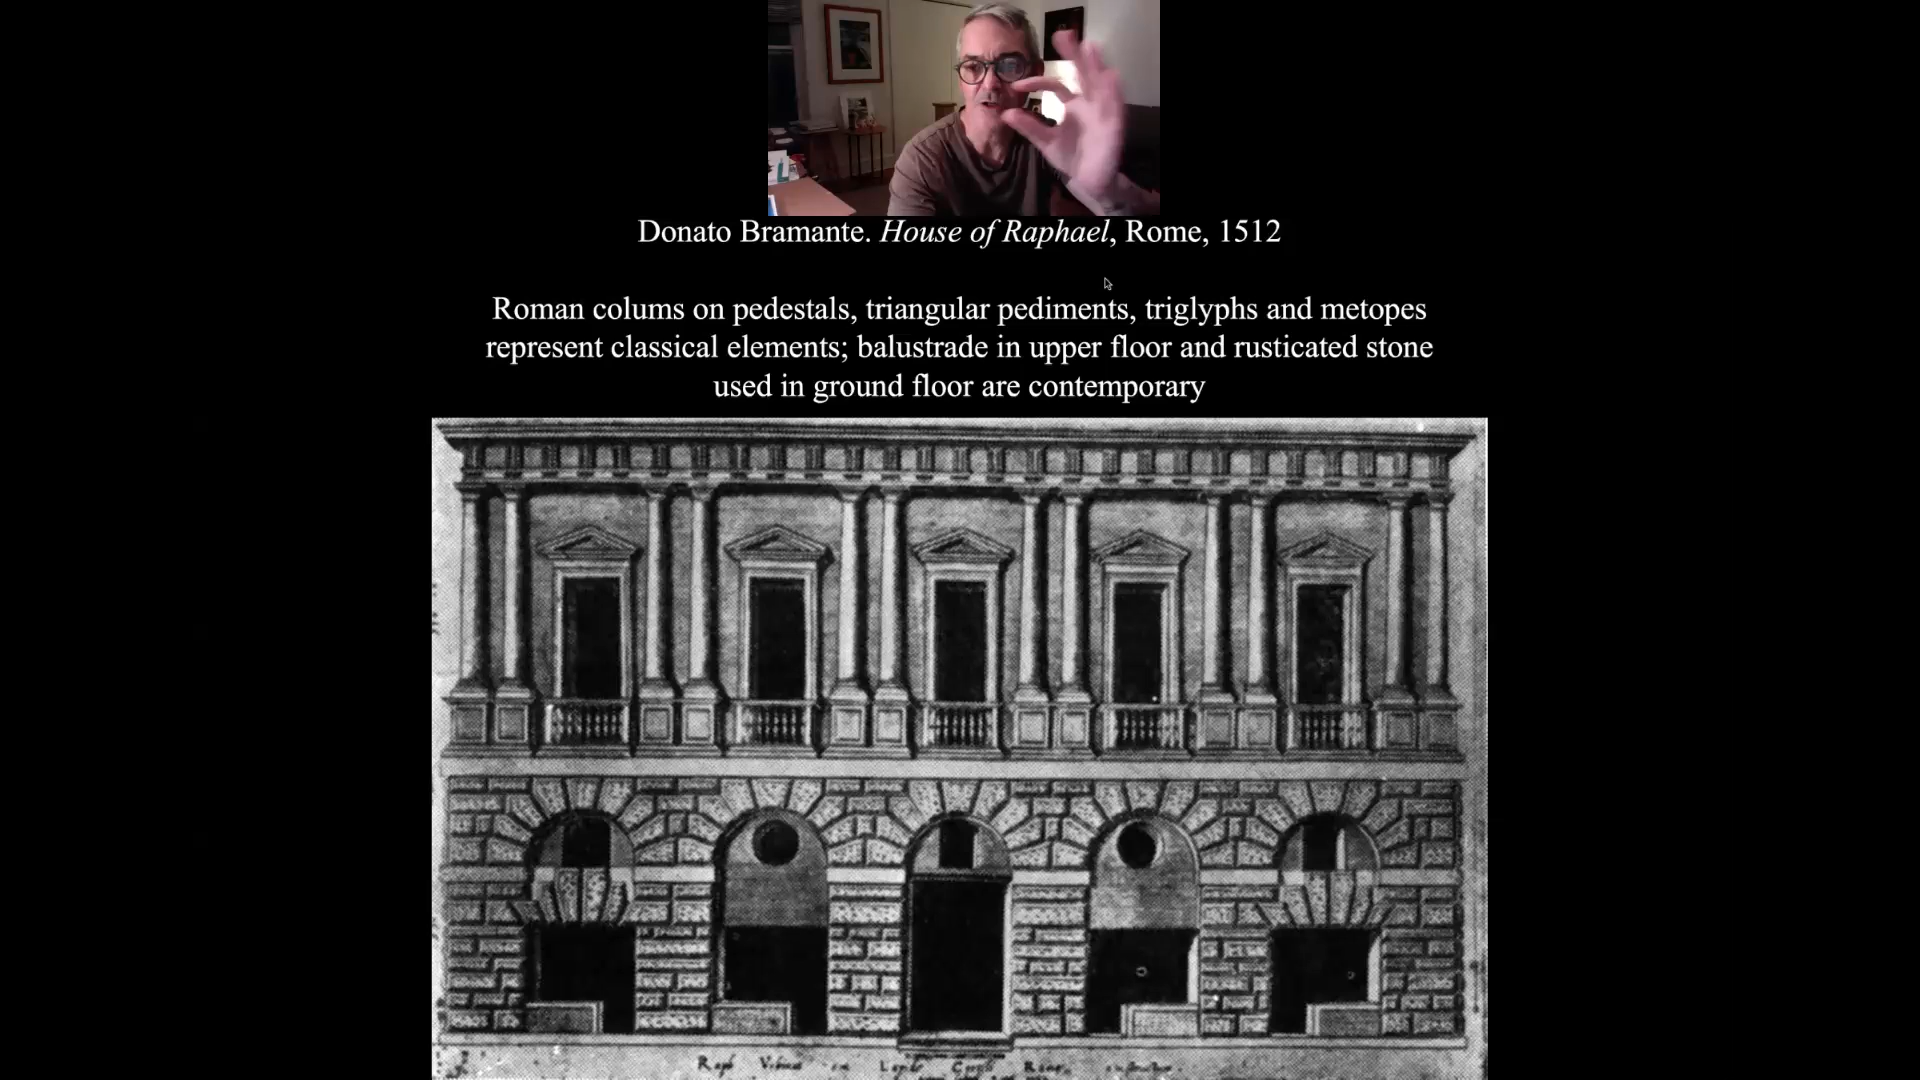 Donato Bramante. House of Raphael, Rome, 1512
Roman colums on pedestals, triangular pediments, triglyphs and metopes
represent classical elements; balustrade in upper floor and rusticated stone
used in ground floor are contemporary
Raph